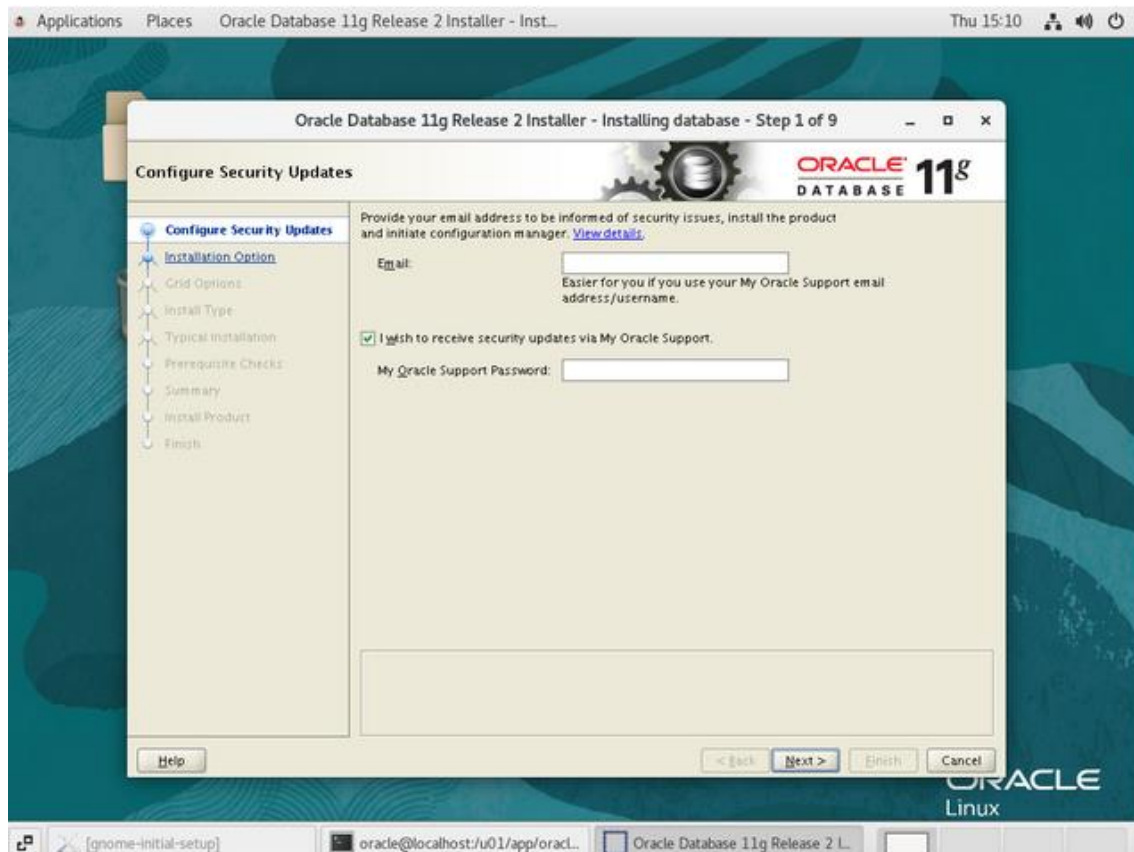 Applications Places Oracle Database 11g Release 2 Installer - Inst... Thu 15:10
Oracle Database 11g Release 2 Installer - Installing database - Step 1 of 9
Configure Security Updates
ORACLE
DATABASE
11g
Configure Security Updates
Installation Option
Grid Options
Install Type
Typical Installation
Prerequisite Checks
Summary
Install Product
Finish
Provide your email address to be informed of security issues, install the product
and initiate configuration manager. View details.
Email:
Easier for you if you use your My Oracle Support email
address/username.
I wish to receive security updates via My Oracle Support.
My Oracle Support Password:
Help
< Back Next > Finish Cancel
ORACLE
Linux
[gnome-initial-setup] oracle@localhost:/u01/app/oracl... Oracle Database 11g Release 2 I...